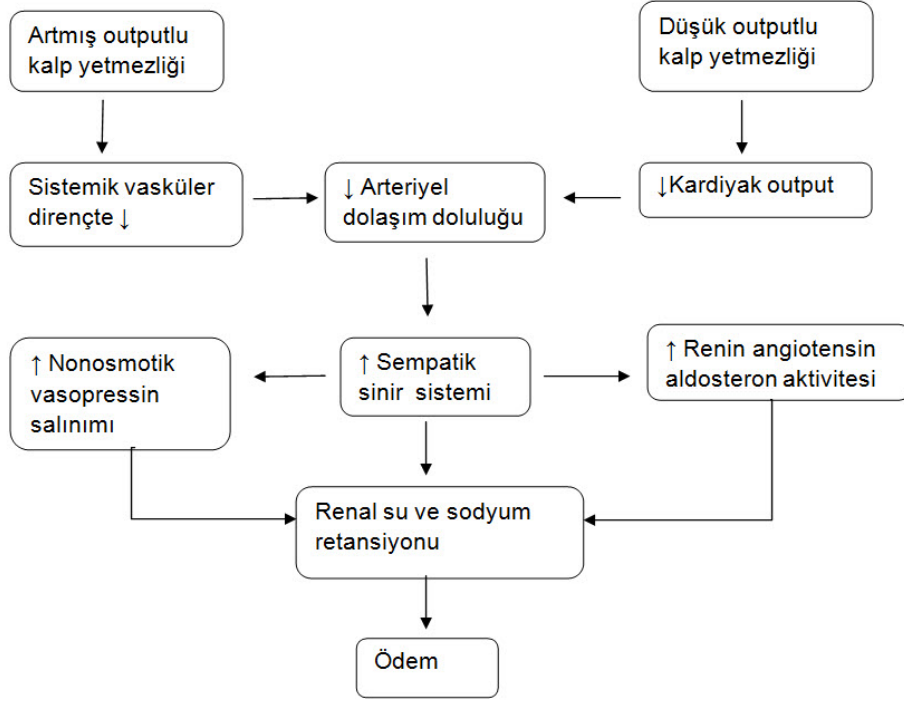 Artmış outputlu
kalp yetmezliği
Düşük outputlu
kalp yetmezliği
Sistemik vasküler
dirençte ↓
↓ Arteriyel
dolaşım doluluğu
↓Kardiyak output
↑ Nonosmotik
vasopressin
salınımı
↑ Sempatik
sinir sistemi
↑ Renin angiotensin
aldosteron aktivitesi
Renal su ve sodyum
retansiyonu
Ödem